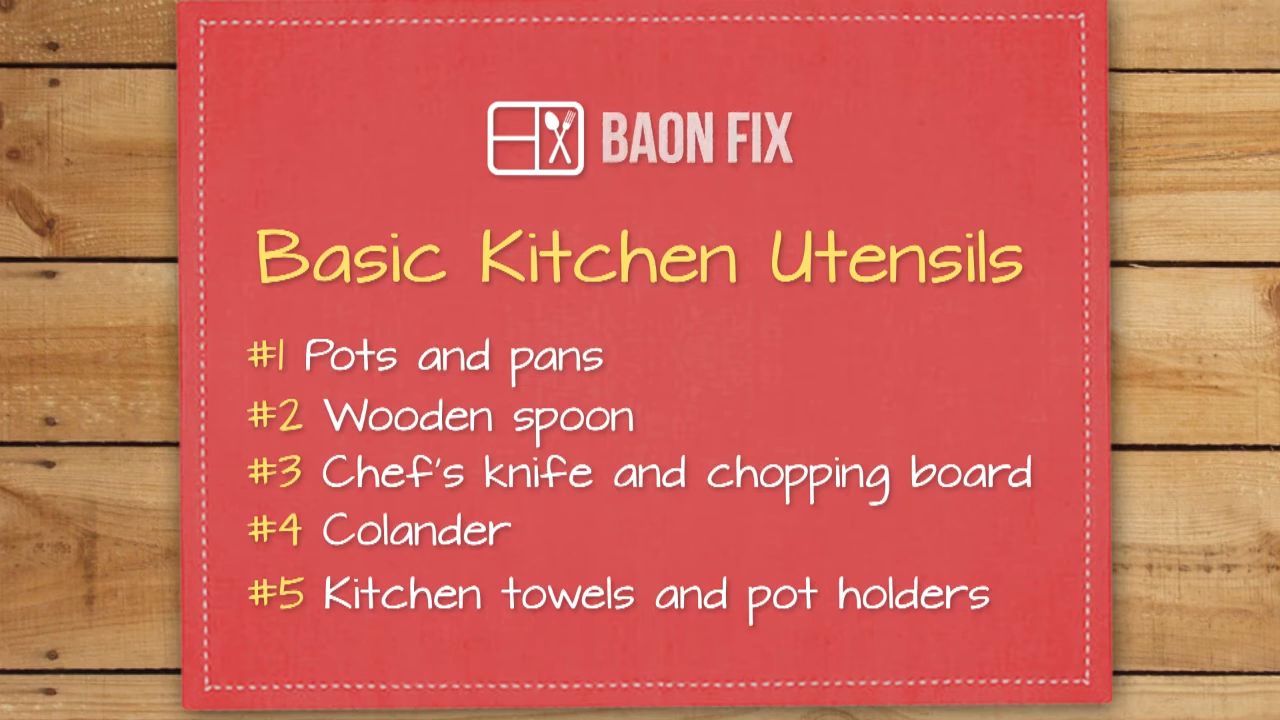 BAON FIX
Basic Kitchen Utensils
#1 Pots and pans
#2 Wooden spoon
#3 Chef's knife and chopping board
#4 Colander
#5 Kitchen towels and pot holders